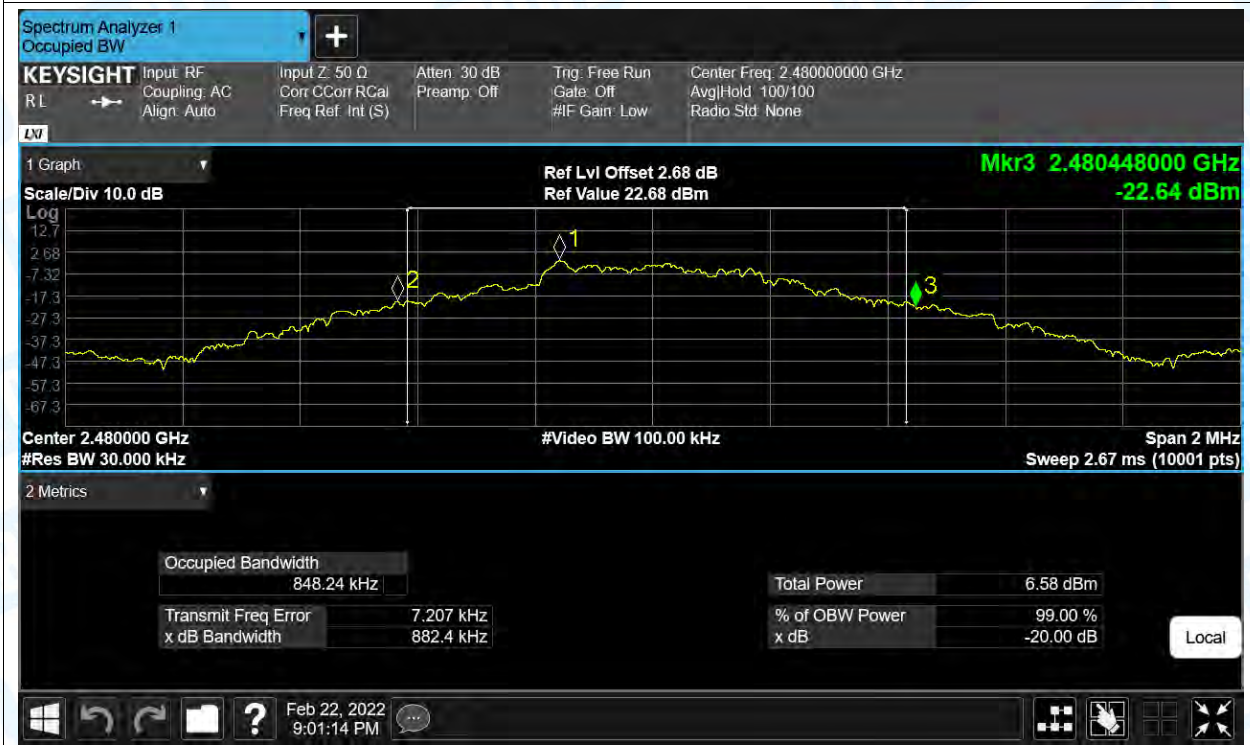 Spectrum Analyzer 1
Occupied BW
KEYSIGHT
R L
LXI
Input: RF
Coupling: AC
Align: Auto
Input Z: 50 Ω
Corr CCorr RCal
Freq Ref: Int (S)
Atten: 30 dB
Preamp: Off
Trig: Free Run
Gate: Off
#IF Gain: Low
Center Freq: 2.480000000 GHz
Avg|Hold: 100/100
Radio Std: None
1 Graph
Scale/Div 10.0 dB
Ref Lvl Offset 2.68 dB
Ref Value 22.68 dBm
Mkr3 2.480448000 GHz
-22.64 dBm
Log
12.7
2.68
-7.32
-17.3
-27.3
-37.3
-47.3
-57.3
-67.3
1
2
3
Center 2.480000 GHz
#Res BW 30.000 kHz
#Video BW 100.00 kHz
Span 2 MHz
Sweep 2.67 ms (10001 pts)
2 Metrics
Occupied Bandwidth
848.24 kHz
Transmit Freq Error 7.207 kHz
x dB Bandwidth 882.4 kHz
Total Power 6.58 dBm
% of OBW Power 99.00 %
x dB -20.00 dB
Local
?
Feb 22, 2022
9:01:14 PM